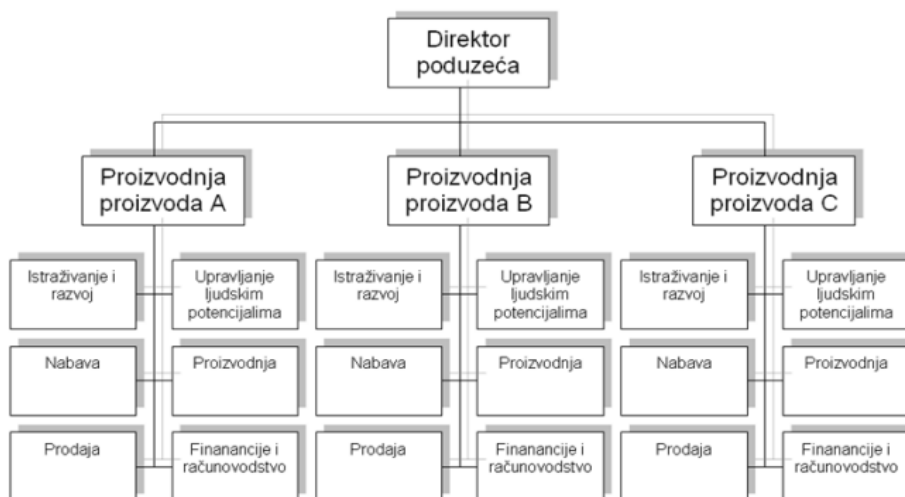 Direktor
poduzeća
Proizvodnja
proizvoda A
Proizvodnja
proizvoda B
Proizvodnja
proizvoda C
Istraživanje i
razvoj
Upravljanje
ljudskim
potencijalima
Istraživanje i
razvoj
Upravljanje
ljudskim
potencijalima
Istraživanje i
razvoj
Upravljanje
ljudskim
potencijalima
Nabava
Proizvodnja
Nabava
Proizvodnja
Nabava
Proizvodnja
Prodaja
Finanancije i
računovodstvo
Prodaja
Finanancije i
računovodstvo
Prodaja
Finanancije i
računovodstvo